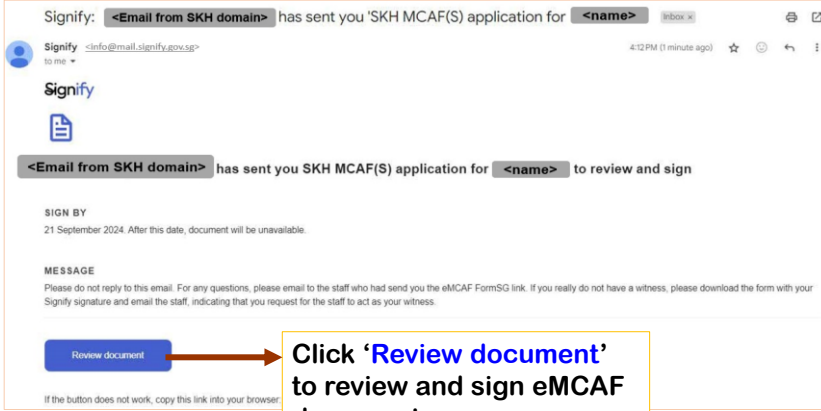 Signify: <Email from SKH domain> has sent you 'SKH MCAF(S) application for <name> Inbox x
Signify <info@mail.signify.gov.sg> 4:12 PM (1 minute ago)
to me
Signify
<Email from SKH domain> has sent you SKH MCAF(S) application for <name> to review and sign
SIGN BY
21 September 2024. After this date, document will be unavailable.
MESSAGE
Please do not reply to this email. For any questions, please email to the staff who had send you the eMCAF FormSG link. If you really do not have a witness, please download the form with your
Signify signature and email the staff, indicating that you request for the staff to act as your witness.
Review document
Click ‘Review document’
to review and sign eMCAF
If the button does not work, copy this link into your browser: